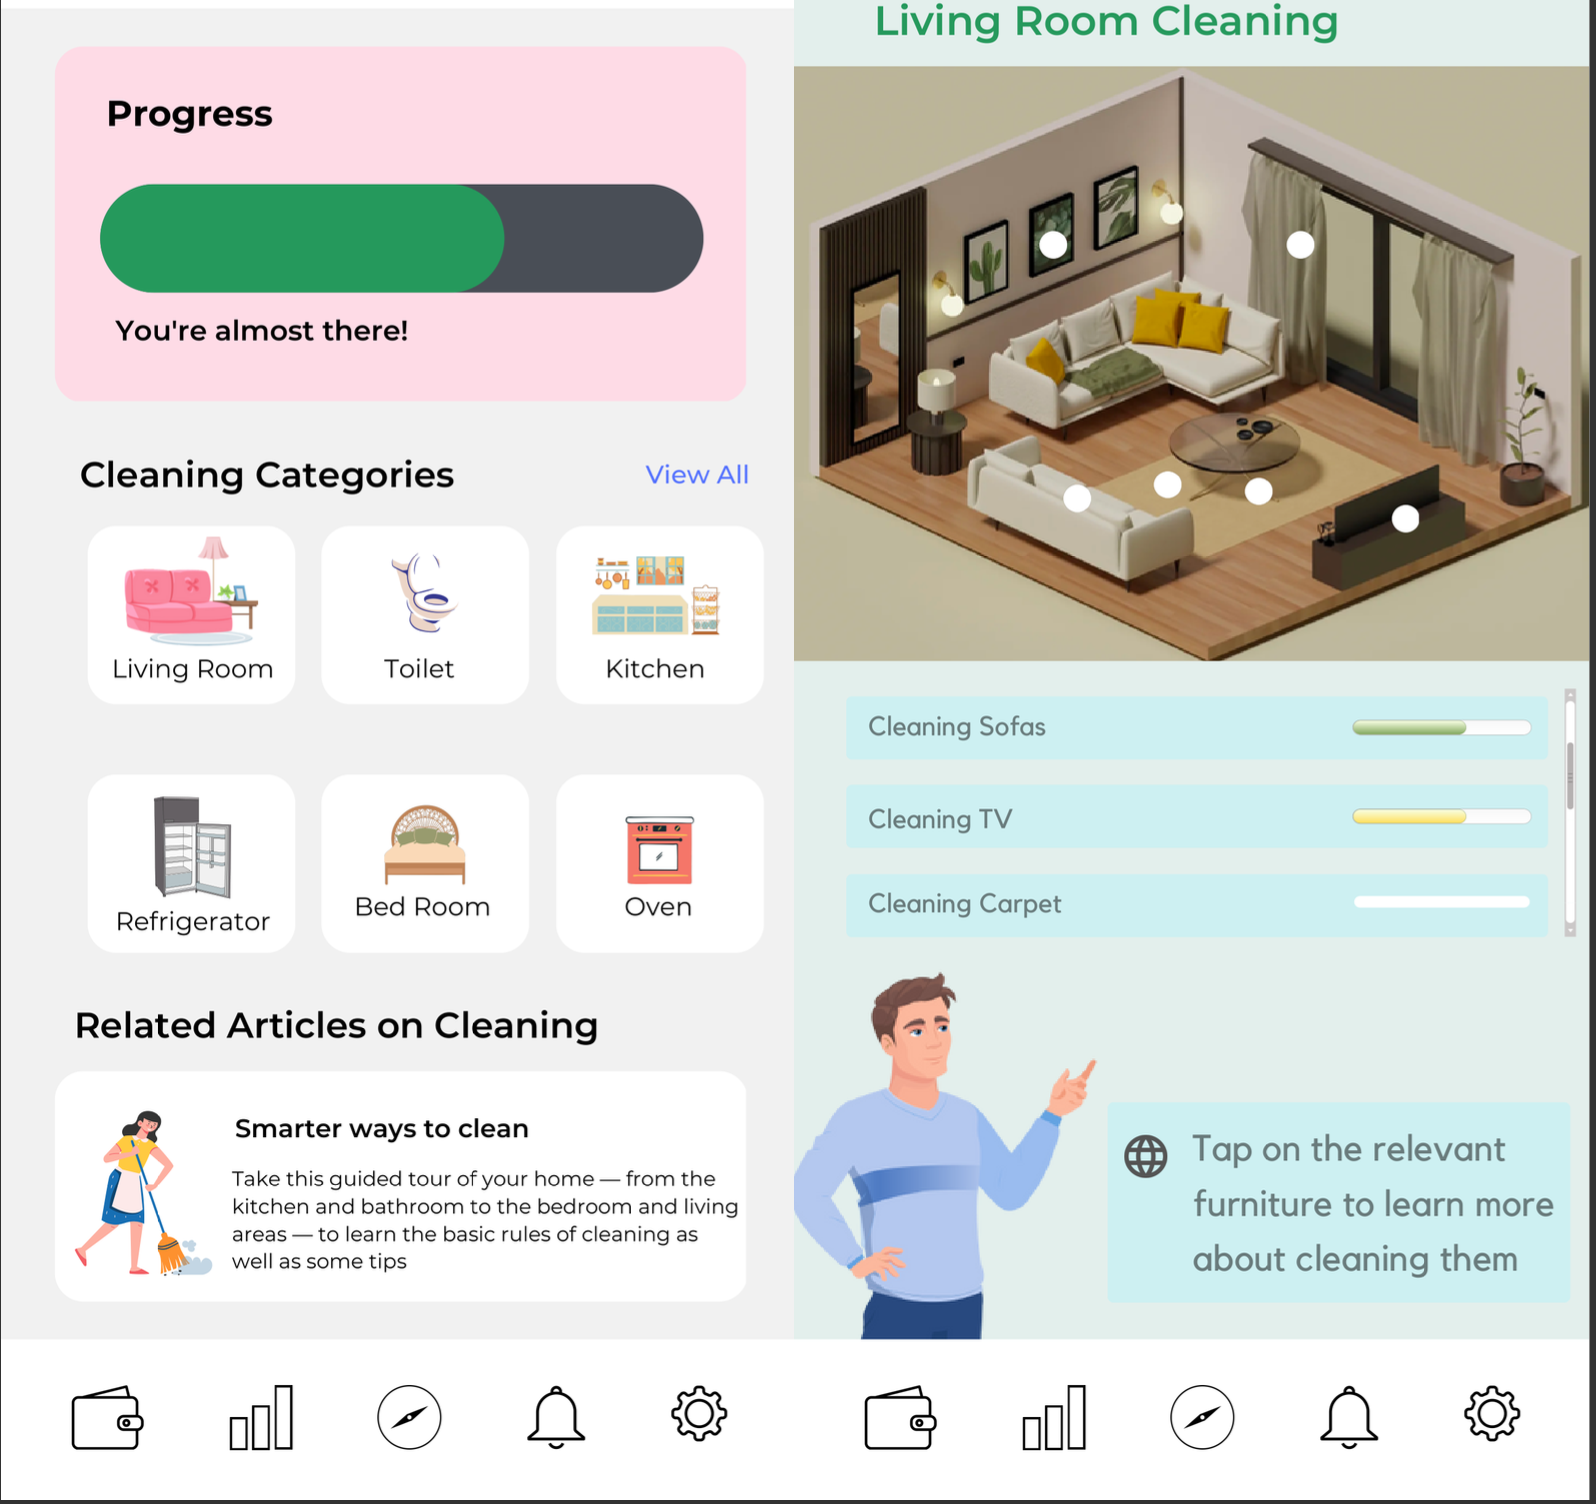 Progress
You're almost there!
Cleaning Categories
View All
Living Room
Toilet
Kitchen
Refrigerator
Bed Room
Oven
Related Articles on Cleaning
Smarter ways to clean
Take this guided tour of your home — from the
kitchen and bathroom to the bedroom and living
areas — to learn the basic rules of cleaning as
well as some tips
Living Room Cleaning
Cleaning Sofas
Cleaning TV
Cleaning Carpet
Tap on the relevant
furniture to learn more
about cleaning them